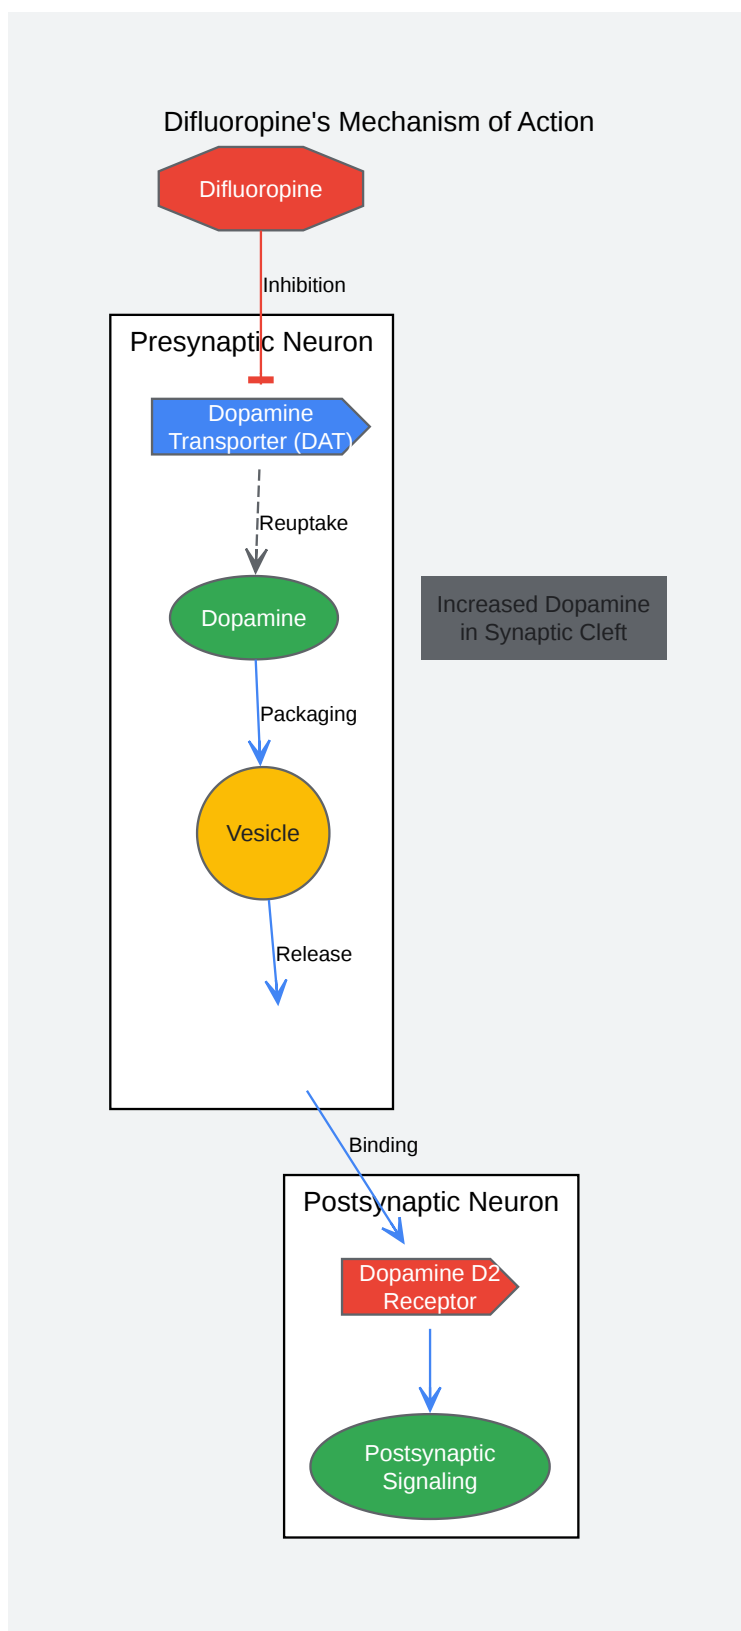 Difluoropine's Mechanism of Action
Difluoropine
Inhibition
Presynaptic Neuron
Dopamine
Transporter (DAT)
Reuptake
Dopamine
Increased Dopamine
in Synaptic Cleft
Packaging
Vesicle
Release
Binding
Postsynaptic Neuron
Dopamine D2
Receptor
Postsynaptic
Signaling